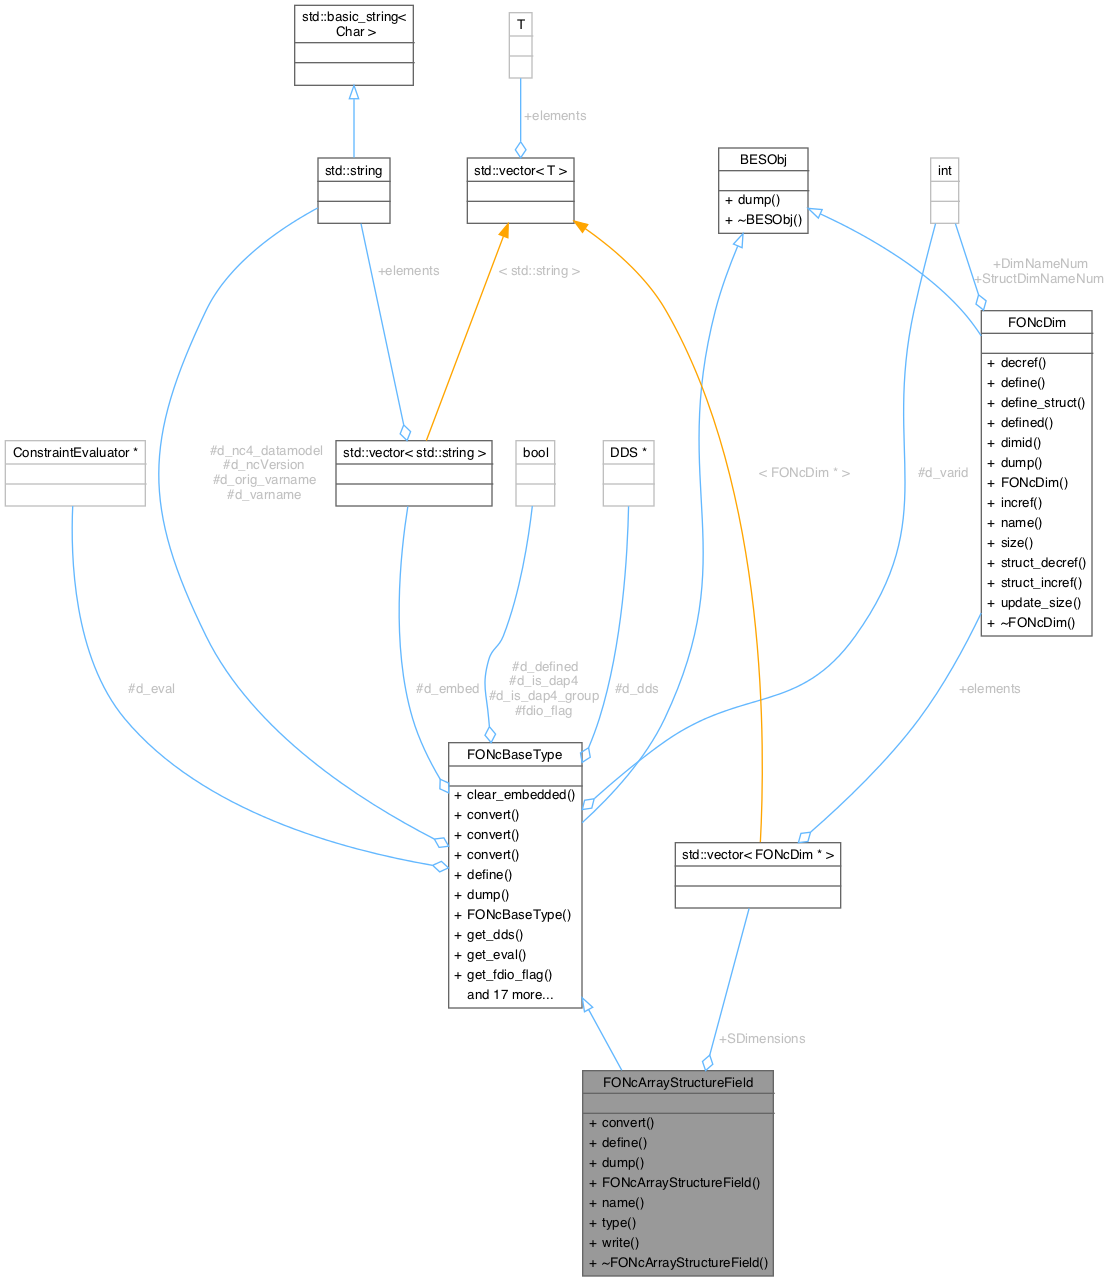 std::basic_string<
Char >
T
+elements
std::string
std::vector< T >
BESObj
+ dump()
+ ~BESObj()
int
+elements
< std::string >
+DimNameNum
+StructDimNameNum
FONcDim
+ decref()
+ define()
+ define_struct()
+ defined()
+ dimid()
+ dump()
+ FONcDim()
+ incref()
+ name()
+ size()
+ struct_decref()
+ struct_incref()
+ update_size()
+ ~FONcDim()
ConstraintEvaluator *
#d_nc4_datamodel
#d_ncVersion
#d_orig_varname
#d_varname
std::vector< std::string >
bool
DDS *
< FONcDim * >
#d_varid
#d_eval
#d_embed
#d_defined
#d_is_dap4
#d_is_dap4_group
#fdio_flag
#d_dds
+elements
FONcBaseType
+ clear_embedded()
+ convert()
+ convert()
+ convert()
+ define()
+ dump()
+ FONcBaseType()
+ get_dds()
+ get_eval()
+ get_fdio_flag()
and 17 more...
std::vector< FONcDim * >
+SDimensions
FONcArrayStructureField
+ convert()
+ define()
+ dump()
+ FONcArrayStructureField()
+ name()
+ type()
+ write()
+ ~FONcArrayStructureField()